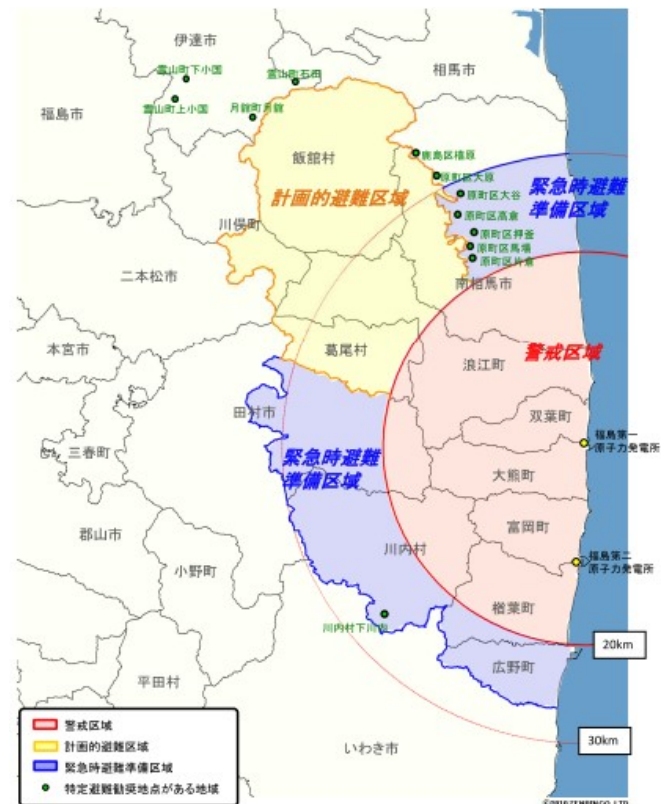 伊達市
霊山町下小国
霊山町石田
相馬市
霊山町上小国
月舘町月舘
福島市
鹿島区橲原
飯舘村
原町区大原
緊急時避難
準備区域
計画的避難区域
原町区大谷
原町区高倉
川俣町
原町区押釜
原町区馬場
原町区片倉
二本松市
南相馬市
本宮市
葛尾村
浪江町
警戒区域
田村市
双葉町
福島第一
原子力発電所
三春町
緊急時避難
準備区域
大熊町
郡山市
富岡町
川内村
福島第二
原子力発電所
小野町
楢葉町
川内村下川内
20km
広野町
平田村
30km
いわき市
警戒区域
計画的避難区域
緊急時避難準備区域
特定避難勧奨地点がある地域